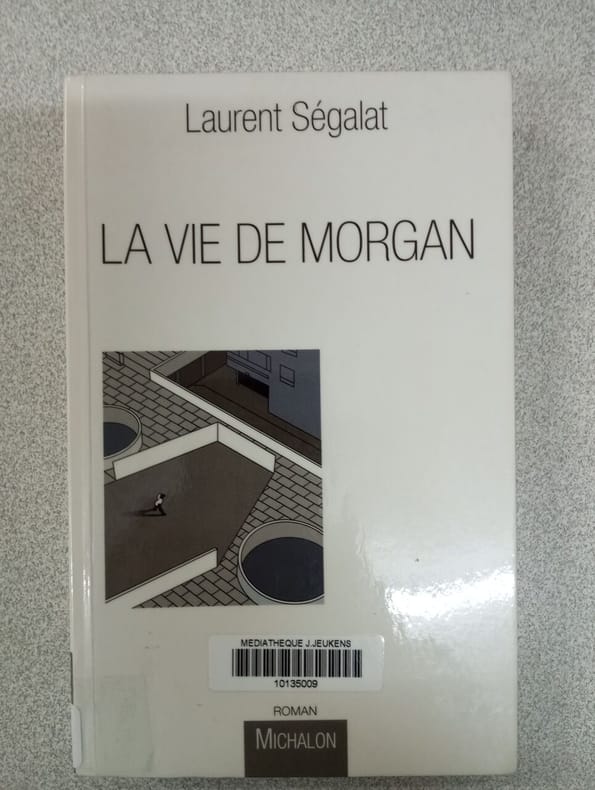 Laurent Ségalat
LA VIE DE MORGAN
MEDIATHEQUE J.JEUKENS
10135009
ROMAN
MICHALON